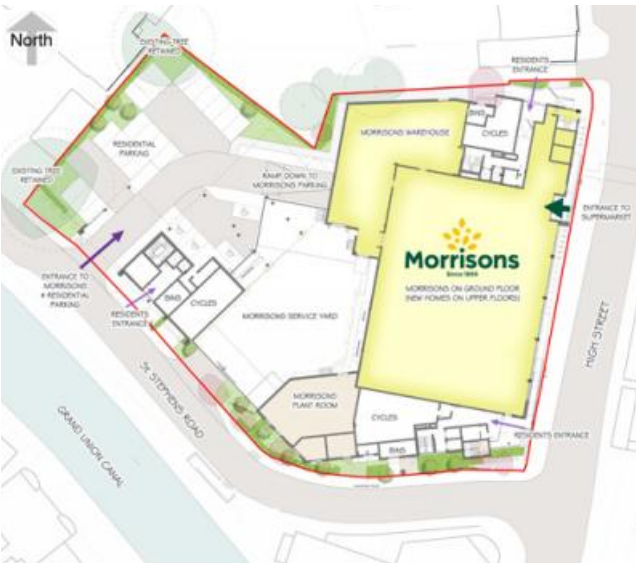 North
EXISTING TREE
RETAINED
RESIDENTS
ENTRANCE
BINS
CYCLES
MORRISONS WAREHOUSE
RESIDENTIAL
PARKING
EXISTING TREE
RETAINED
RAMP DOWN TO
MORRISONS PARKING
ENTRANCE TO
SUPERMARKET
Morrisons
Since 1899
MORRISONS ON GROUND FLOOR
(NEW HOMES ON UPPER FLOORS)
ENTRANCE TO
MORRISONS
& RESIDENTIAL
PARKING
BINS
CYCLES
RESIDENTS
ENTRANCE
MORRISONS SERVICE YARD
HIGH STREET
ST. STEPHENS ROAD
MORRISONS
PLANT ROOM
CYCLES
RESIDENTS ENTRANCE
BINS
GRAND UNION CANAL